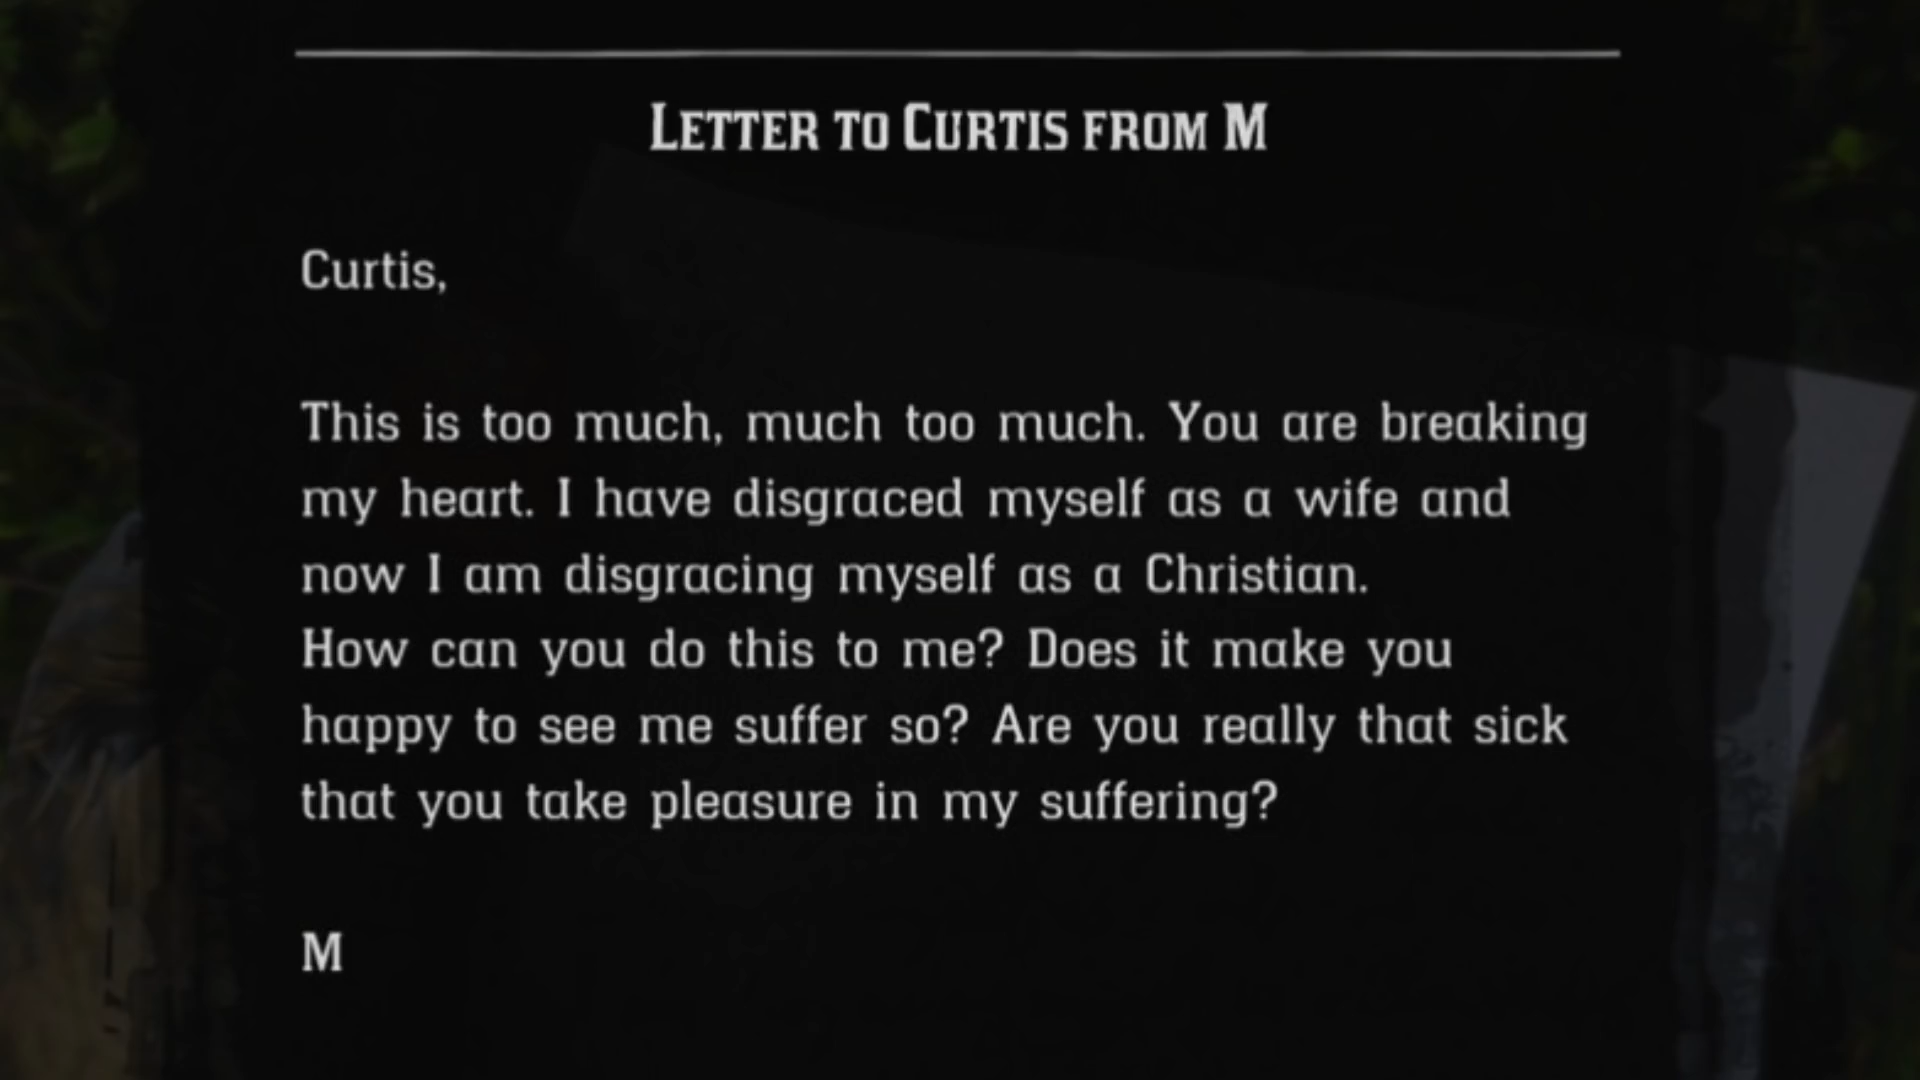 Letter to Curtis from M
Curtis,
This is too much, much too much. You are breaking
my heart. I have disgraced myself as a wife and
now I am disgracing myself as a Christian.
How can you do this to me? Does it make you
happy to see me suffer so? Are you really that sick
that you take pleasure in my suffering?
M